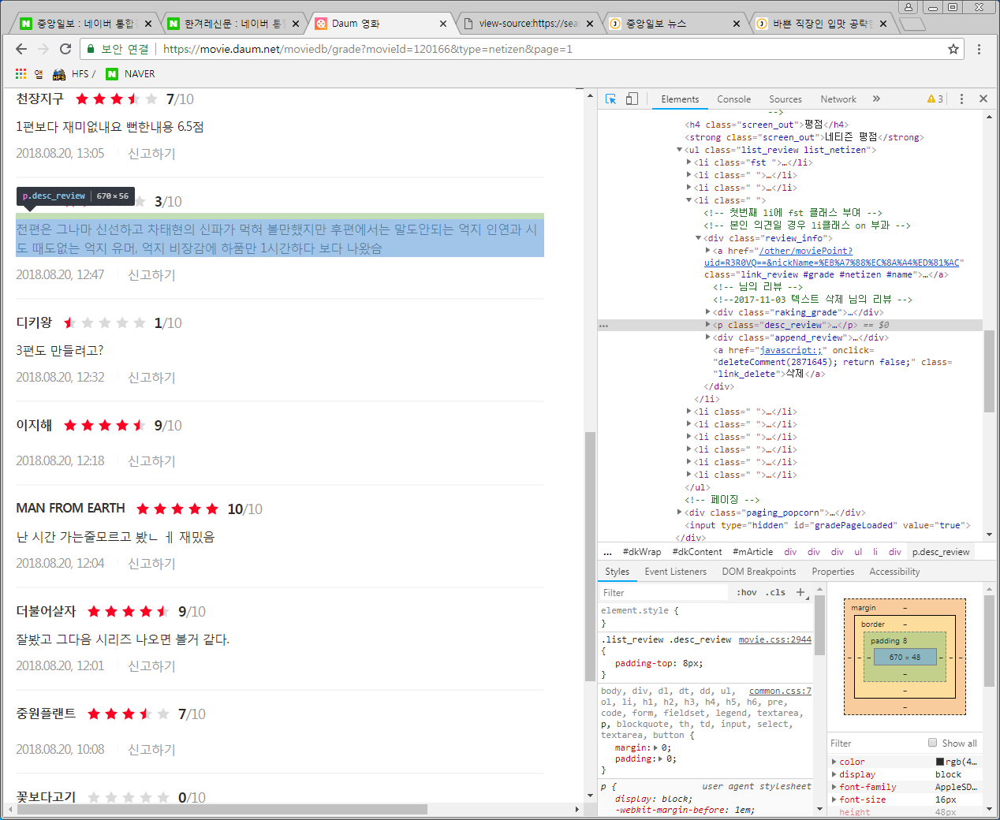 중앙일보 : 네이버 통합
한겨레신문 : 네이버 통
Daum 영화
view-source:https://sea
중앙일보 뉴스
바쁜 직장인 입맛 공략
보안 연결
https://movie.daum.net/moviedb/grade?movieId=120166&type=netizen&page=1
앱
HFS /
NAVER
천장지구 7/10
1편보다 재미없내요 뻔한내용 6.5점
2018.08.20, 13:05 신고하기
p.desc_review 670×56
3/10
전편은 그나마 신선하고 차태현의 신파가 먹혀 볼만했지만 후편에서는 말도안되는 억지 인연과 시
도 때도없는 억지 유머, 억지 비장감에 하품만 1시간하다 보다 나왔슴
2018.08.20, 12:47 신고하기
디키왕 1/10
3편도 만들려고?
2018.08.20, 12:32 신고하기
이지해 9/10
2018.08.20, 12:18 신고하기
MAN FROM EARTH 10/10
난 시간 가는줄모르고 봤ㄴ ㅔ 재밌음
2018.08.20, 12:04 신고하기
더불어살자 9/10
잘봤고 그다음 시리즈 나오면 볼거 같다.
2018.08.20, 12:01 신고하기
중원플랜트 7/10
2018.08.20, 10:08 신고하기
꽃보다고기 0/10
Elements Console Sources Network » 3
-->
<h4 class="screen_out">평점</h4>
<strong class="screen_out">네티즌 평점</strong>
<ul class="list_review list_netizen">
<li class="fst ">…</li>
<li class=" ">…</li>
<li class=" ">…</li>
<li class=" ">
<!-- 첫번째 li에 fst 클래스 부여 -->
<!-- 본인 의견일 경우 li클래스 on 부과 -->
<div class="review_info">
<a href="/other/moviePoint?
uid=R3R0VQ==&nickName=%EB%A7%88%EC%8A%A4%ED%81%AC"
class="link_review #grade #netizen #name">…</a>
<!-- 님의 리뷰 -->
<!--2017-11-03 텍스트 삭제 님의 리뷰 -->
<div class="raking_grade">…</div>
… <p class="desc_review">…</p> == $0
<div class="append_review">…</div>
<a href="javascript:;" onclick=
"deleteComment(2871645); return false;" class=
"link_delete">삭제</a>
</div>
</li>
<li class=" ">…</li>
<li class=" ">…</li>
<li class=" ">…</li>
<li class=" ">…</li>
<li class=" ">…</li>
<li class=" ">…</li>
</ul>
<!-- 페이징 -->
<div class="paging_popcorn">…</div>
<input type="hidden" id="gradePageLoaded" value="true">
</div>
… #dkWrap #dkContent #mArticle div div div ul li div p.desc_review
Styles Event Listeners DOM Breakpoints Properties Accessibility
Filter :hov .cls +
element.style {
}
.list_review .desc_review movie.css:2944
{
padding-top: 8px;
}
body, div, dl, dt, dd, ul, common.css:7
ol, li, h1, h2, h3, h4, h5, h6, pre,
code, form, fieldset, legend, textarea,
p, blockquote, th, td, input, select,
textarea, button {
margin: 0;
padding: 0;
}
p { user agent stylesheet
display: block;
-webkit-margin-before: 1em;
margin –
border –
padding 8
– – – 670 × 48 – – –
–
–
–
Filter Show all
color rgb(4…
display block
font-family AppleSD…
font-size 16px
height 48px